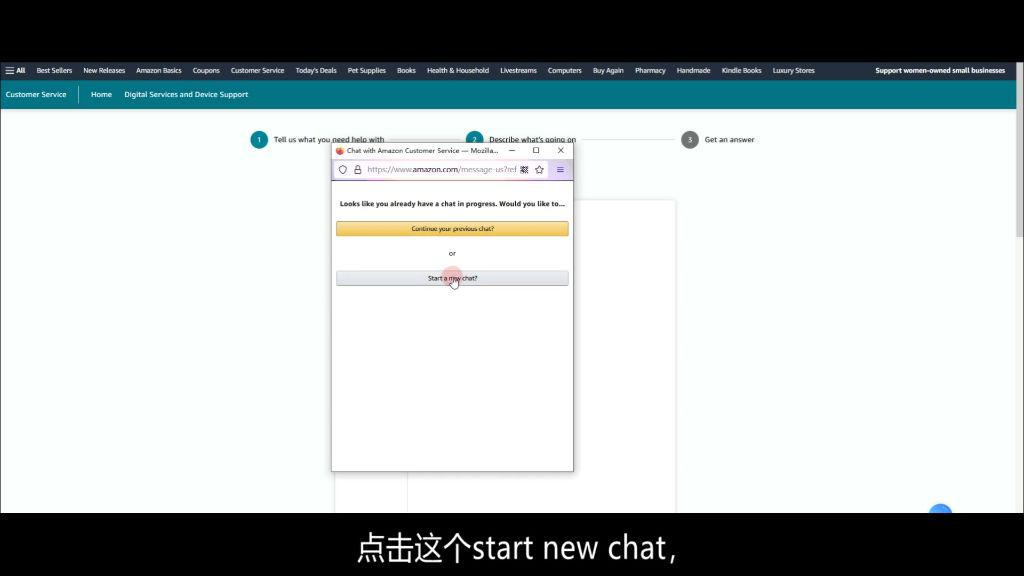 All Best Sellers New Releases Amazon Basics Coupons Customer Service Today's Deals Pet Supplies Books Health & Household Livestreams Computers Buy Again Pharmacy Handmade Kindle Books Luxury Stores Support women-owned small businesses
Customer Service Home Digital Services and Device Support
1 Tell us what you need help with 2 Describe what's going on 3 Get an answer
Chat with Amazon Customer Service — Mozilla...
https://www.amazon.com/message-us?ref
Looks like you already have a chat in progress. Would you like to...
Continue your previous chat?
or
Start a new chat?
点击这个start new chat,